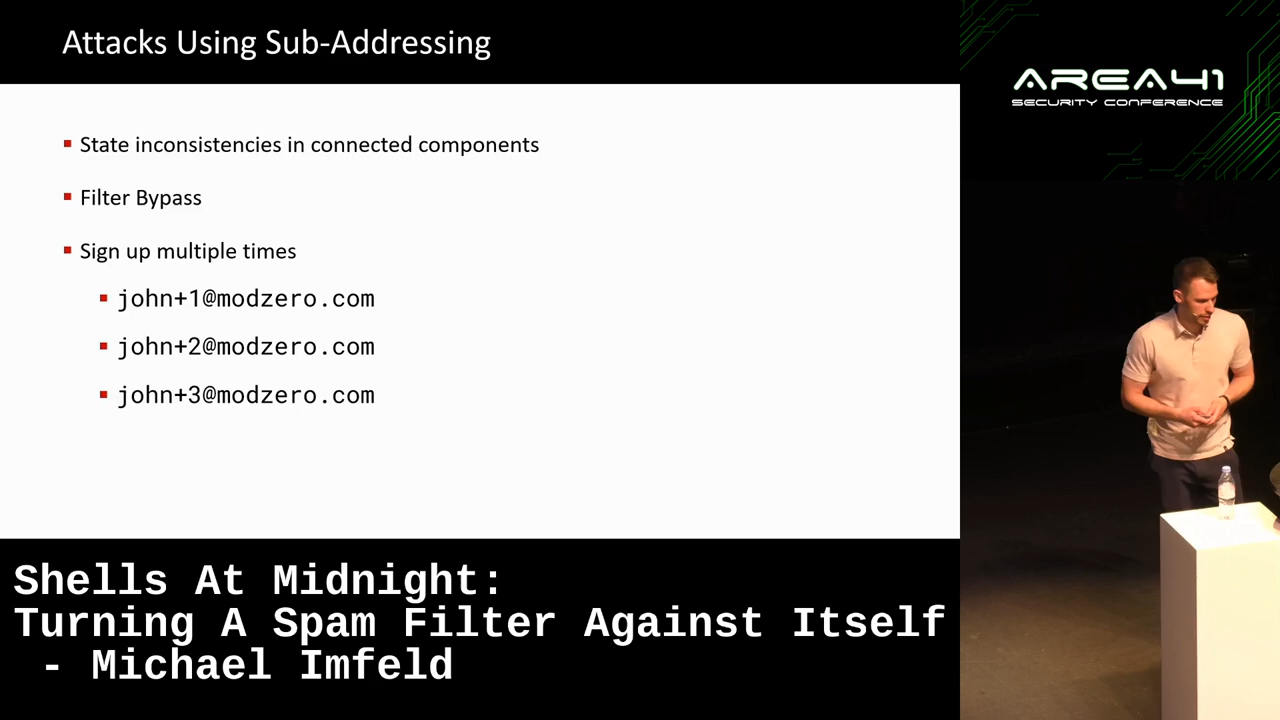 Attacks Using Sub-Addressing
State inconsistencies in connected components
Filter Bypass
Sign up multiple times
john+1@modzero.com
john+2@modzero.com
john+3@modzero.com
AREA41
SECURITY CONFERENCE
Shells At Midnight:
Turning A Spam Filter Against Itself
- Michael Imfeld